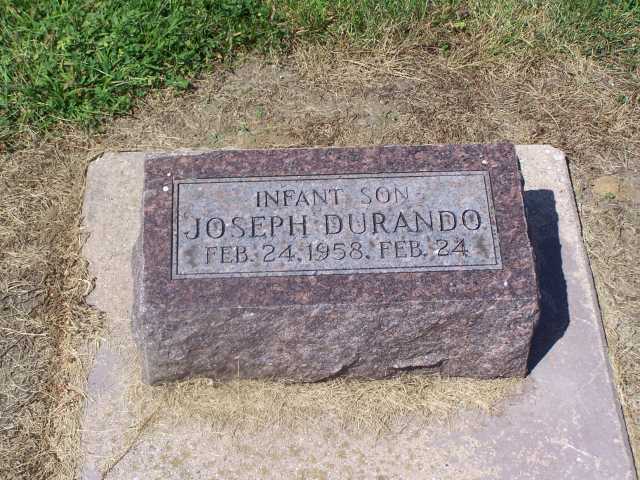 INFANT SON
JOSEPH DURANDO
FEB. 24, 1958. FEB. 24